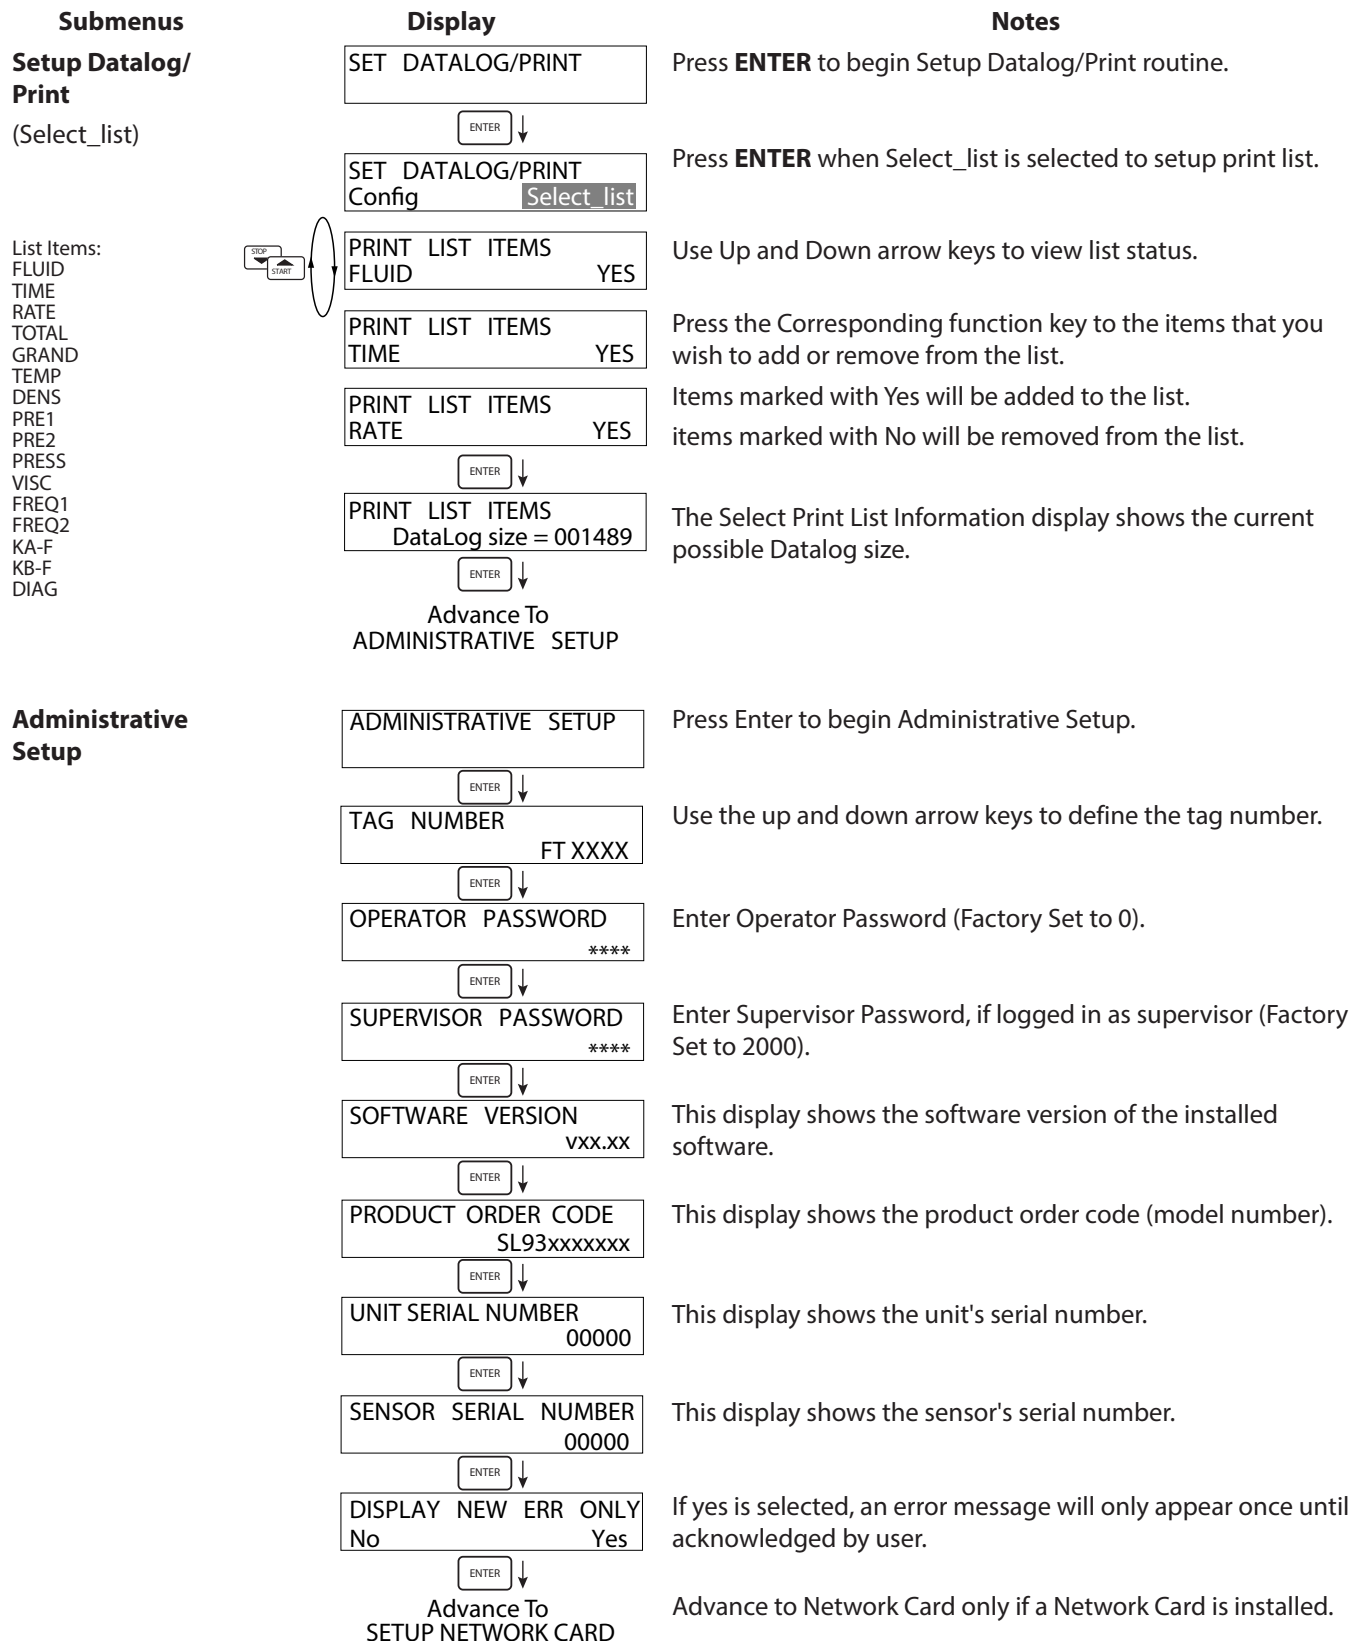 Submenus Display Notes
Setup Datalog/
Print
(Select_list)
SET DATALOG/PRINT
Press ENTER to begin Setup Datalog/Print routine.
ENTER
SET DATALOG/PRINT
Config Select_list
Press ENTER when Select_list is selected to setup print list.
List Items:
FLUID
TIME
RATE
TOTAL
GRAND
TEMP
DENS
PRE1
PRE2
PRESS
VISC
FREQ1
FREQ2
KA-F
KB-F
DIAG
STOP
START
PRINT LIST ITEMS
FLUID YES
Use Up and Down arrow keys to view list status.
PRINT LIST ITEMS
TIME YES
Press the Corresponding function key to the items that you
wish to add or remove from the list.
PRINT LIST ITEMS
RATE YES
Items marked with Yes will be added to the list.
items marked with No will be removed from the list.
ENTER
PRINT LIST ITEMS
DataLog size = 001489
The Select Print List Information display shows the current
possible Datalog size.
ENTER
Advance To
ADMINISTRATIVE SETUP
Administrative
Setup
ADMINISTRATIVE SETUP
Press Enter to begin Administrative Setup.
ENTER
TAG NUMBER
FT XXXX
Use the up and down arrow keys to define the tag number.
ENTER
OPERATOR PASSWORD
****
Enter Operator Password (Factory Set to 0).
ENTER
SUPERVISOR PASSWORD
****
Enter Supervisor Password, if logged in as supervisor (Factory
Set to 2000).
ENTER
SOFTWARE VERSION
vxx.xx
This display shows the software version of the installed
software.
ENTER
PRODUCT ORDER CODE
SL93xxxxxxx
This display shows the product order code (model number).
ENTER
UNIT SERIAL NUMBER
00000
This display shows the unit's serial number.
ENTER
SENSOR SERIAL NUMBER
00000
This display shows the sensor's serial number.
ENTER
DISPLAY NEW ERR ONLY
No Yes
If yes is selected, an error message will only appear once until
acknowledged by user.
ENTER
Advance To
SETUP NETWORK CARD
Advance to Network Card only if a Network Card is installed.